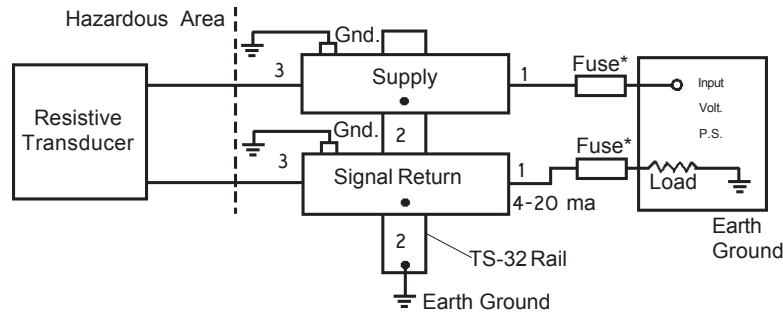 Hazardous Area
Gnd.
3
Supply
1
Fuse*
Input
Volt.
P.S.
Resistive
Transducer
2
Gnd.
3
Signal Return
1
4-20 ma
Fuse*
Load
2
TS-32 Rail
Earth
Ground
Earth Ground